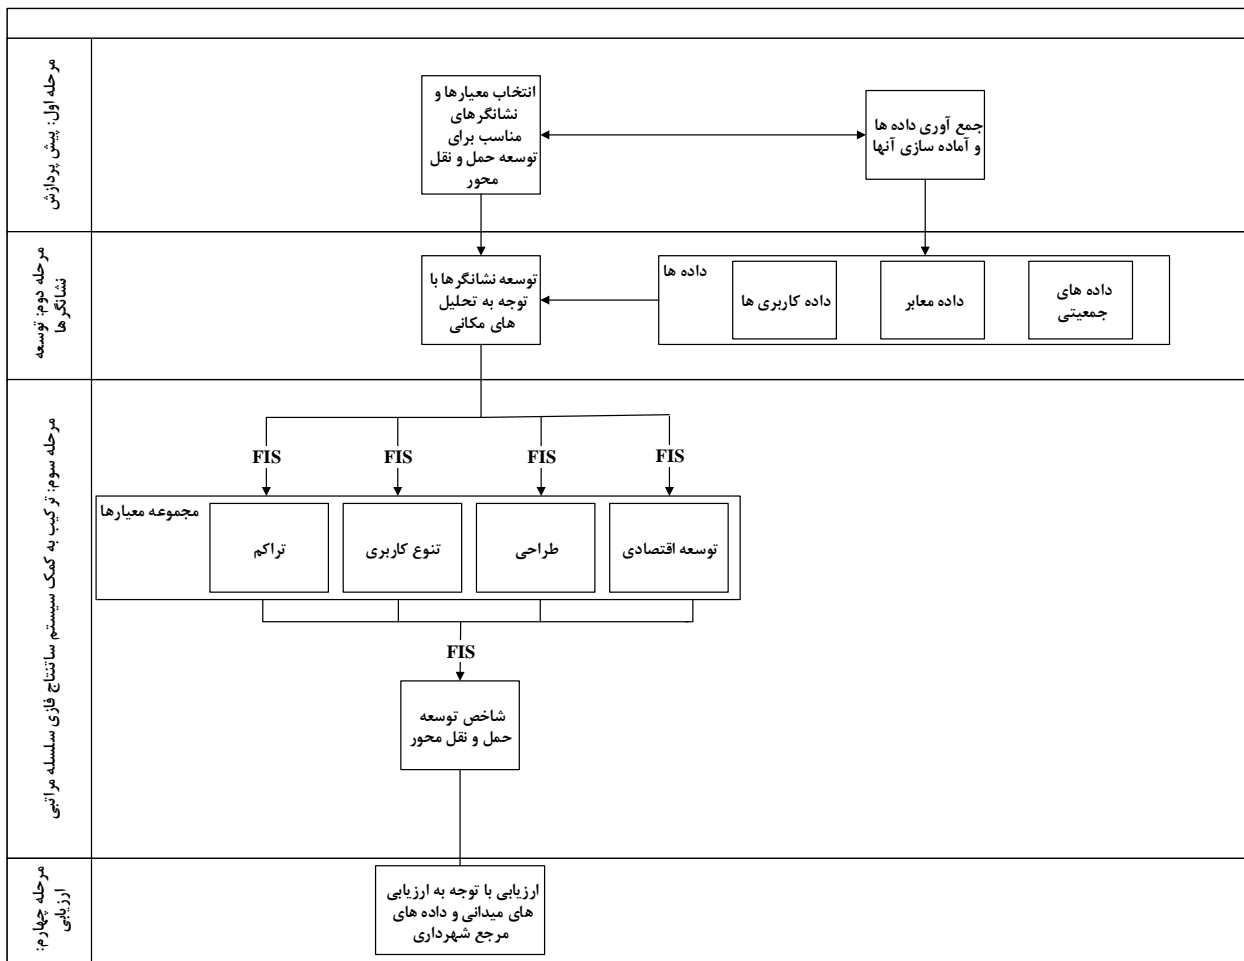 مرحله اول: پیش پردازش
جمع آوری داده ها
و آماده سازی آنها
انتخاب معیارها و
نشانگرهای
مناسب برای
توسعه حمل و نقل
محور
مرحله دوم: توسعه
نشانگرها
داده ها
داده های
جمعیتی
داده معابر
داده کاربری ها
توسعه نشانگرها با
توجه به تحلیل
های مکانی
مرحله سوم: ترکیب به کمک سیستم ساتنتاج فازی سلسله مراتبی
FIS
FIS
FIS
FIS
مجموعه معیارها
توسعه اقتصادی
طراحی
تنوع کاربری
تراکم
FIS
شاخص توسعه
حمل و نقل محور
مرحله چهارم:
ارزیابی
ارزیابی با توجه به ارزیابی
های میدانی و داده های
مرجع شهرداری